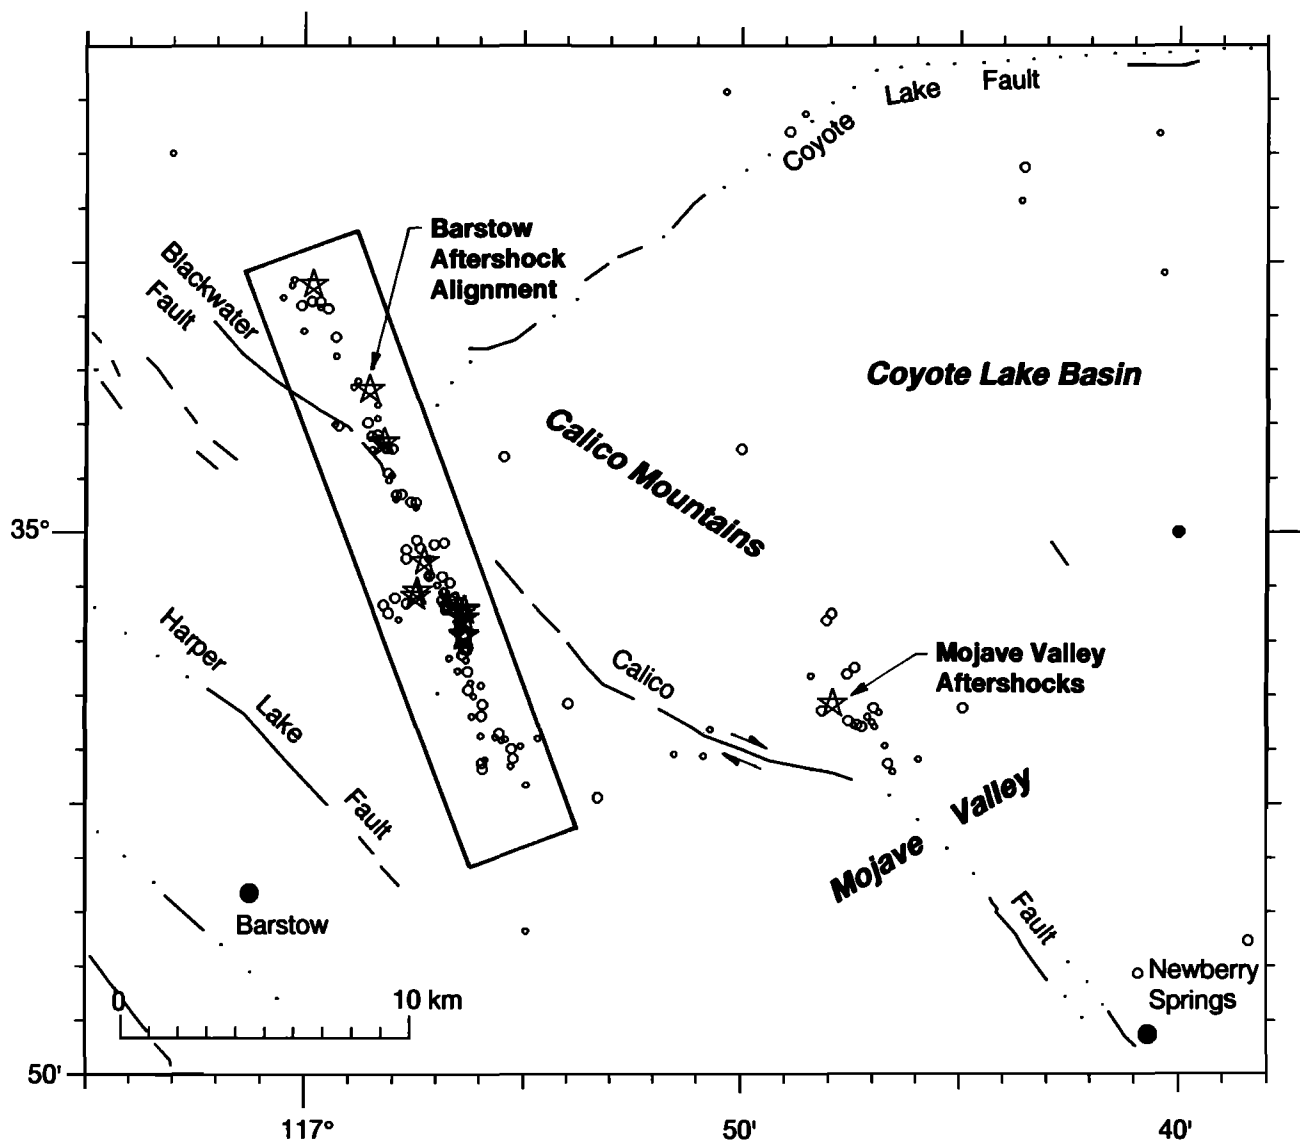 Coyote Lake Fault
Barstow
Aftershock
Alignment
Blackwater
Fault
Coyote Lake Basin
Calico Mountains
35°
Harper Lake Fault
Calico
Mojave Valley
Aftershocks
Mojave Valley
Fault
Barstow
Newberry
Springs
0 10 km
50'
117° 50' 40'